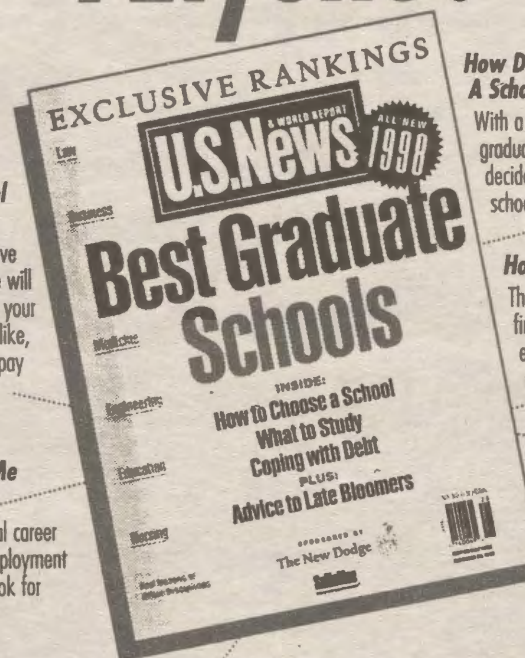 EXCLUSIVE RANKINGS
U.S.News
& WORLD REPORT
ALL NEW
1998
Law
Business
Medicine
Engineering
Education
Nursing
Best Graduate
Schools
INSIDE:
How to Choose a School
What to Study
Coping with Debt
PLUS:
Advice to Late Bloomers
SPONSORED BY
The New Dodge
ve
will
your
like,
pay
Me
al career
ployment
ok for
How D
A Scho
With a
gradua
decide
schoo
Ho
Th
fi
e